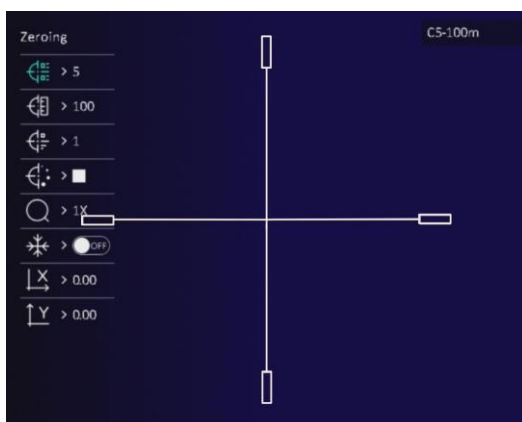 Zeroing
C5-100m
> 5
> 100
> 1
>
> 1X
> OFF
X > 0.00
Y > 0.00